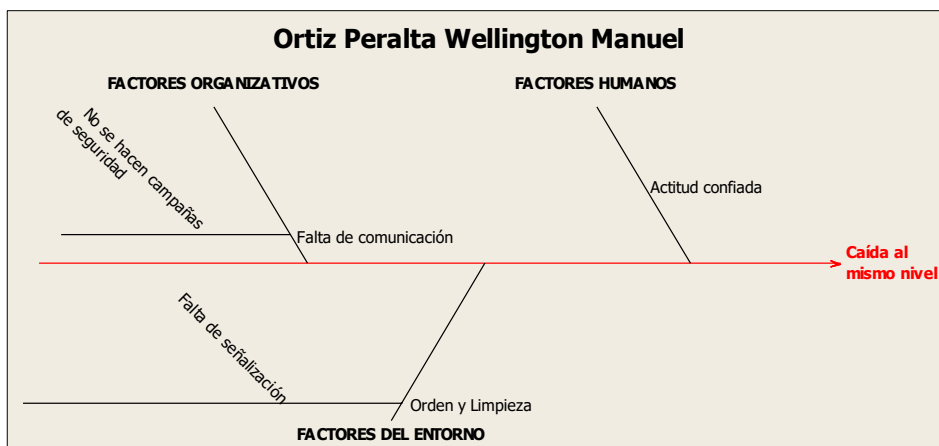 Ortiz Peralta Wellington Manuel
FACTORES ORGANIZATIVOS
FACTORES HUMANOS
No se hacen campañas
de seguridad
Actitud confiada
Falta de comunicación
Caída al
mismo nivel
Falta de
señalización
Orden y Limpieza
FACTORES DEL ENTORNO